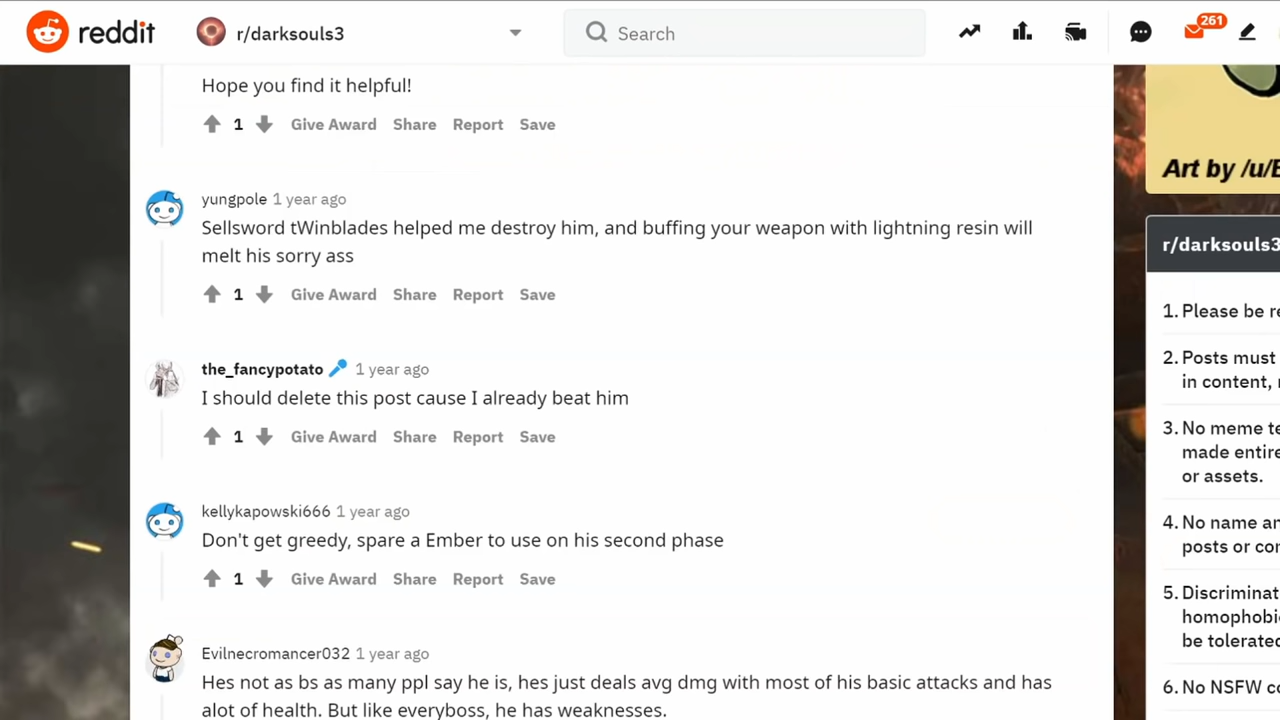 reddit
r/darksouls3
Search
261
Hope you find it helpful!
1 Give Award Share Report Save
yungpole 1 year ago
Sellsword tWinblades helped me destroy him, and buffing your weapon with lightning resin will
melt his sorry ass
1 Give Award Share Report Save
the_fancypotato 1 year ago
I should delete this post cause I already beat him
1 Give Award Share Report Save
kellykapowski666 1 year ago
Don't get greedy, spare a Ember to use on his second phase
1 Give Award Share Report Save
Evilnecromancer032 1 year ago
Hes not as bs as many ppl say he is, hes just deals avg dmg with most of his basic attacks and has
alot of health. But like everyboss, he has weaknesses.
Art by /u/
r/darksouls3
1. Please be
2. Posts must
in content,
3. No meme
made
or assets.
4. No name
posts or
5.
be
6. No NSFW